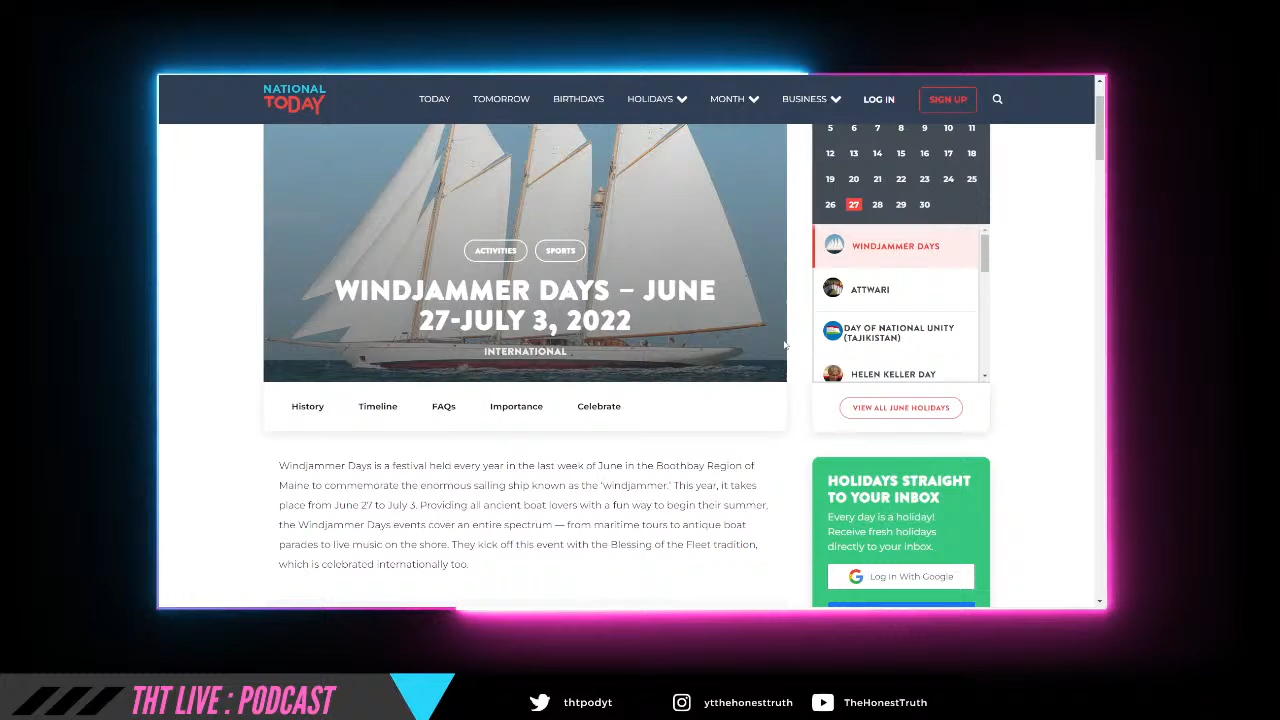 NATIONAL
TODAY
TODAY
TOMORROW
BIRTHDAYS
HOLIDAYS
MONTH
BUSINESS
LOG IN
SIGN UP
5 6 7 8 9 10 11
12 13 14 15 16 17 18
19 20 21 22 23 24 25
26 27 28 29 30
ACTIVITIES
SPORTS
WINDJAMMER DAYS – JUNE
27-JULY 3, 2022
INTERNATIONAL
WINDJAMMER DAYS
ATTWARI
DAY OF NATIONAL UNITY
(TAJIKISTAN)
HELEN KELLER DAY
VIEW ALL JUNE HOLIDAYS
History
Timeline
FAQs
Importance
Celebrate
Windjammer Days is a festival held every year in the last week of June in the Boothbay Region of
Maine to commemorate the enormous sailing ship known as the ‘windjammer.’ This year, it takes
place from June 27 to July 3. Providing all ancient boat lovers with a fun way to begin their summer,
the Windjammer Days events cover an entire spectrum — from maritime tours to antique boat
parades to live music on the shore. They kick off this event with the Blessing of the Fleet tradition,
which is celebrated internationally too.
HOLIDAYS STRAIGHT
TO YOUR INBOX
Every day is a holiday!
Receive fresh holidays
directly to your inbox.
Log In With Google
THT LIVE : PODCAST
thtpodyt
ytthehonesttruth
TheHonestTruth